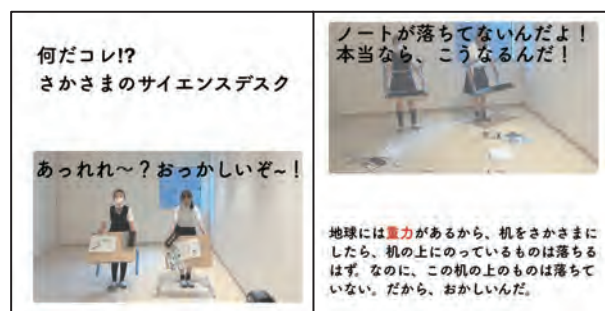 何だコレ!?
さかさまのサイエンスデスク
あっれれ〜？おっかしいぞ~！
ノートが落ちてないんだよ！
本当なら、こうなるんだ！
地球には重力があるから、机をさかさまに
したら、机の上にのっているものは落ちる
はず。なのに、この机の上のものは落ちて
いない。だから、おかしいんだ。